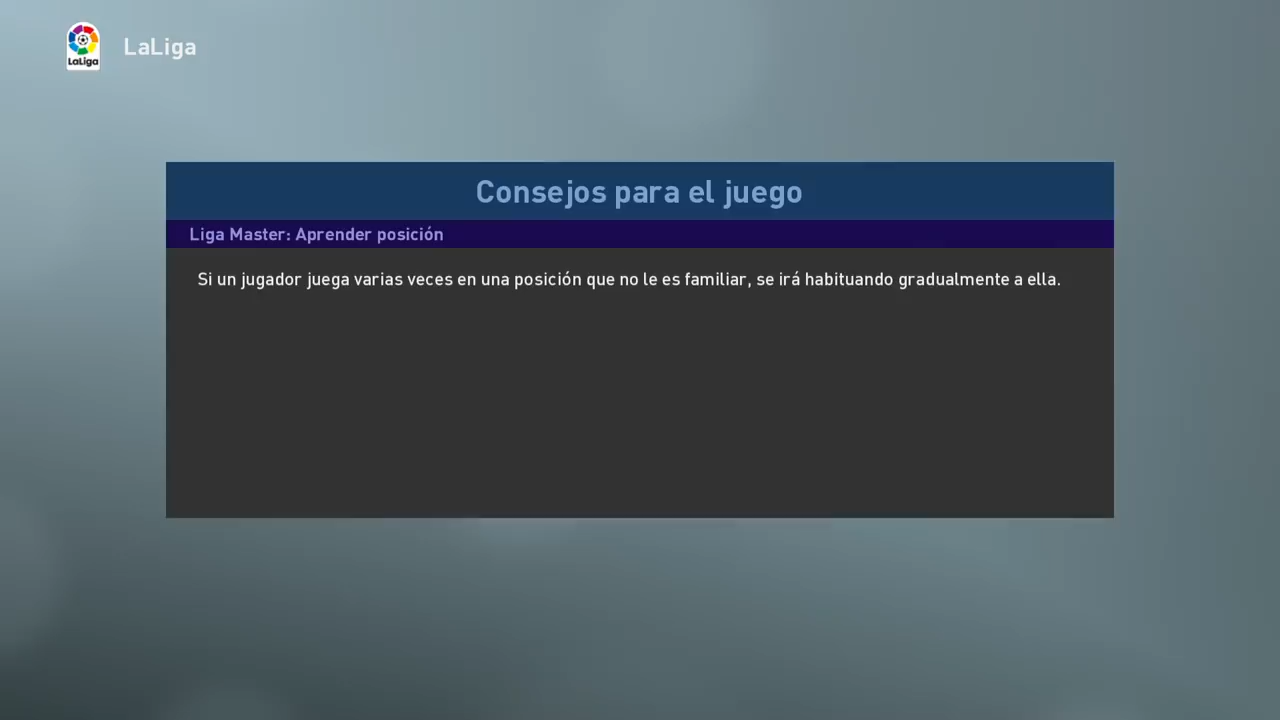 LaLiga
LaLiga
Consejos para el juego
Liga Master: Aprender posición
Si un jugador juega varias veces en una posición que no le es familiar, se irá habituando gradualmente a ella.